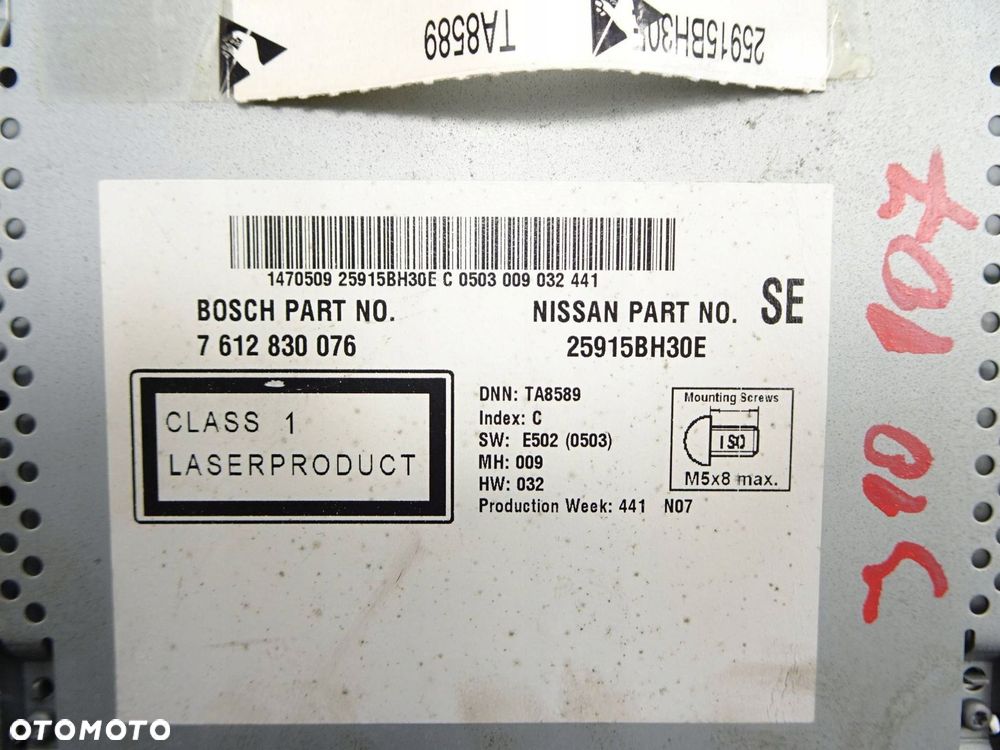 TA8589
25915BH30E
1470509 25915BH30E C 0503 009 032 441
BOSCH PART NO.
7 612 830 076
NISSAN PART NO.
25915BH30E
SE
CLASS 1
LASERPRODUCT
DNN: TA8589
Index: C
SW: E502 (0503)
MH: 009
HW: 032
Production Week: 441 N07
Mounting Screws
ISO
M5x8 max.
J10 107
OTOMOTO